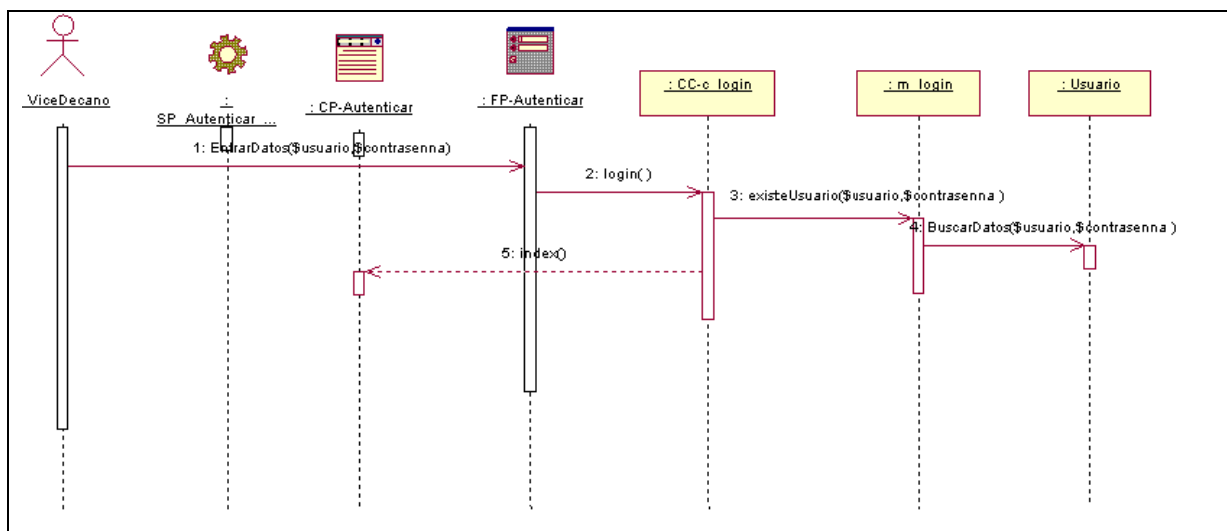 ViceDecano
:
SP_Autenticar_...
: CP-Autenticar
: FP-Autenticar
: CC-c_login
: m_login
: Usuario
1: EntrarDatos($usuario,$contrasenna)
2: login( )
3: existeUsuario($usuario,$contrasenna )
4: BuscarDatos($usuario,$contrasenna )
5: index()